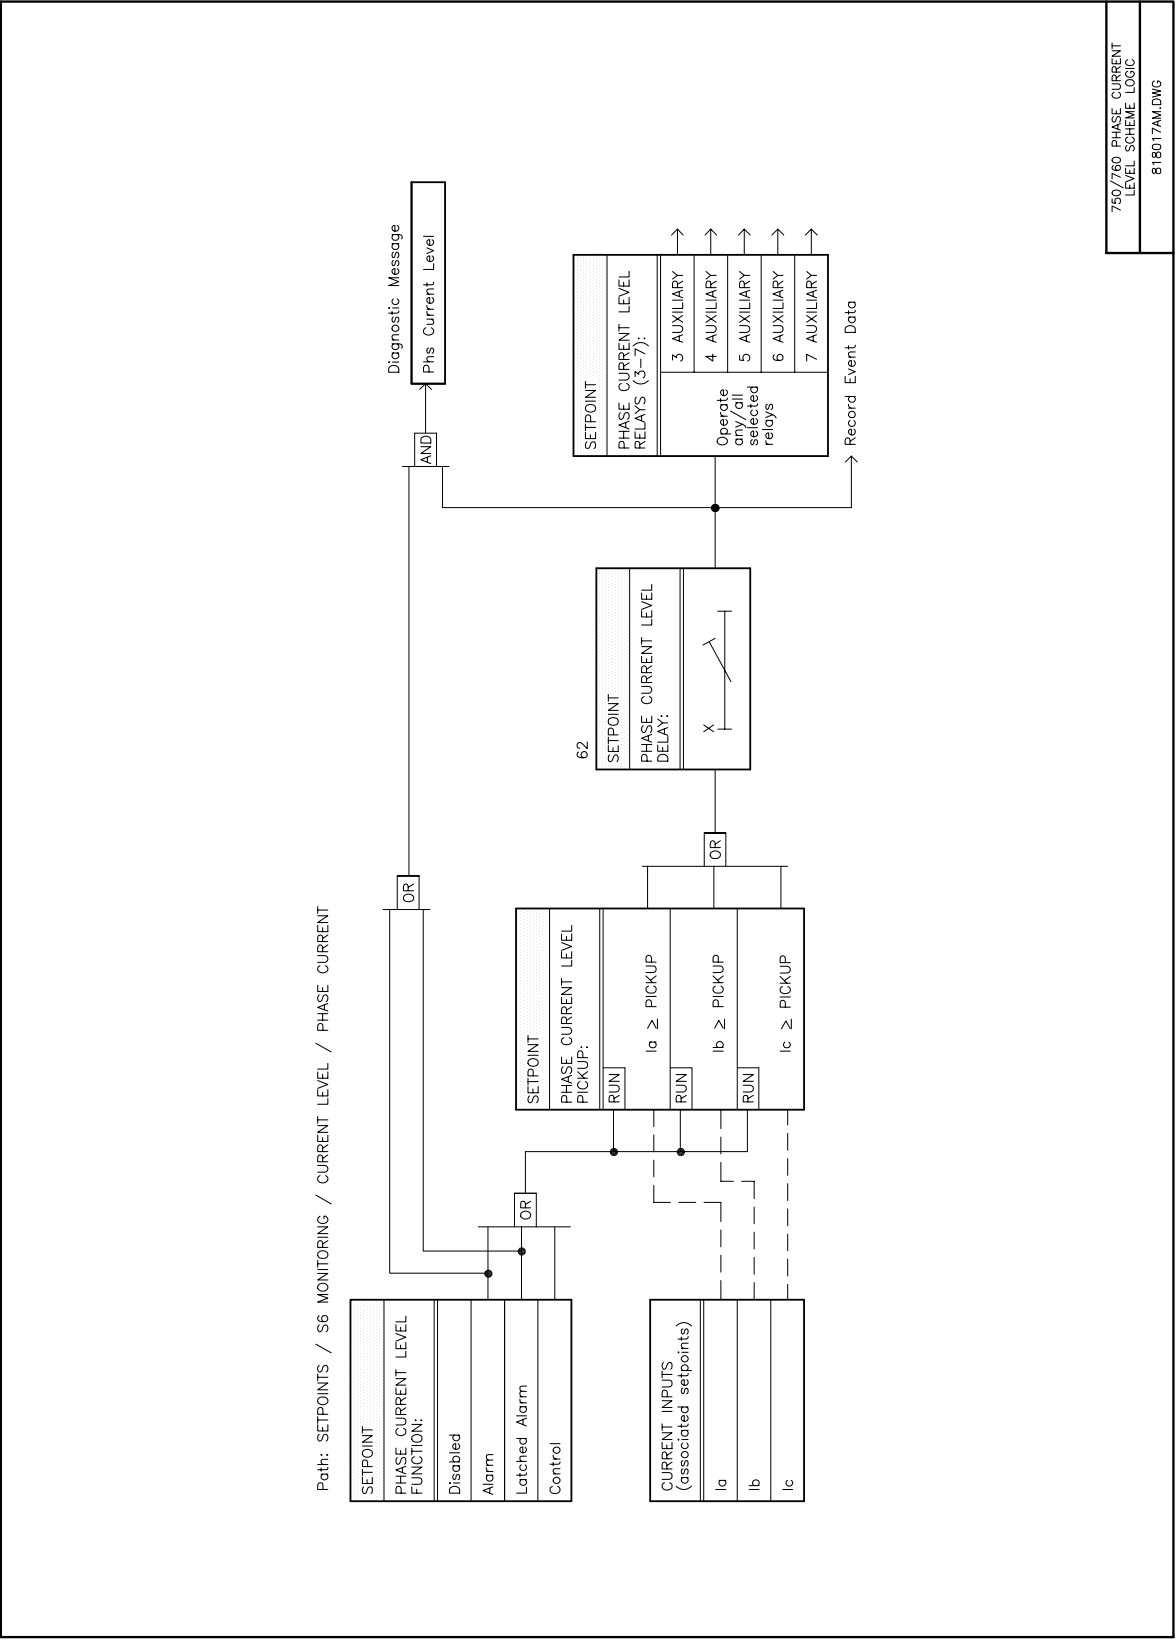 Path: SETPOINTS / S6 MONITORING / CURRENT LEVEL / PHASE CURRENT
SETPOINT
PHASE CURRENT LEVEL
FUNCTION:
Disabled
Alarm
Latched Alarm
Control
OR
CURRENT INPUTS
(associated setpoints)
Ia
Ib
Ic
SETPOINT
PHASE CURRENT LEVEL
PICKUP:
RUN
Ia ≥ PICKUP
RUN
Ib ≥ PICKUP
RUN
Ic ≥ PICKUP
OR
OR
62
SETPOINT
PHASE CURRENT LEVEL
DELAY:
X
AND
Diagnostic Message
Phs Current Level
SETPOINT
PHASE CURRENT LEVEL
RELAYS (3-7):
Operate
any/all
selected
relays
3 AUXILIARY
4 AUXILIARY
5 AUXILIARY
6 AUXILIARY
7 AUXILIARY
Record Event Data
750/760 PHASE CURRENT
LEVEL SCHEME LOGIC
818017AM.DWG